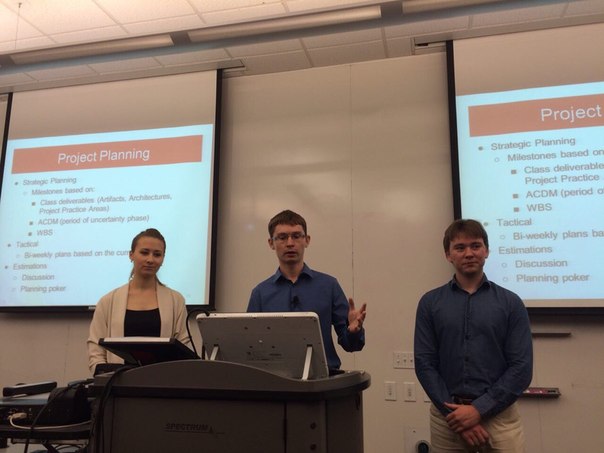 Project Planning
Strategic Planning
Milestones based on:
Class deliverables (Artifacts, Architectures,
Project Practice Areas)
ACDM (period of uncertainty phase)
WBS
Tactical
Bi-weekly plans based on the cur
Estimations
Discussion
Planning poker
Project
Strategic Planning
Milestones based on
Class deliverables
Project Practice
ACDM (period of
WBS
Tactical
Bi-weekly plans bas
Estimations
Discussion
Planning poker
SPECTRUM